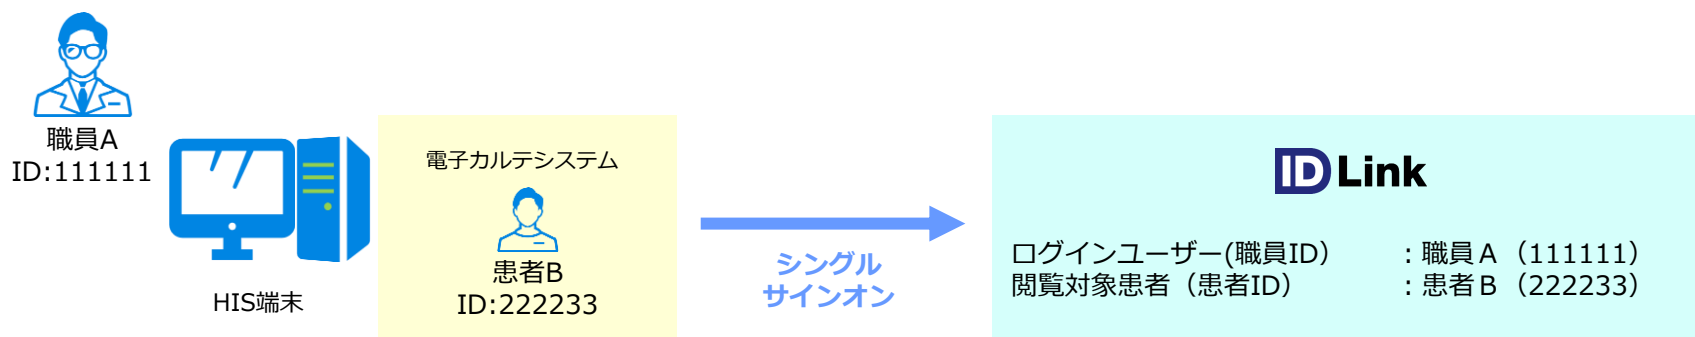 職員A
ID:111111
HIS端末
電子カルテシステム
患者B
ID:222233
シングル
サインオン
ID Link
ログインユーザー(職員ID）　　：職員Ａ（111111）
閲覧対象患者（患者ID）　　　　：患者Ｂ（222233）